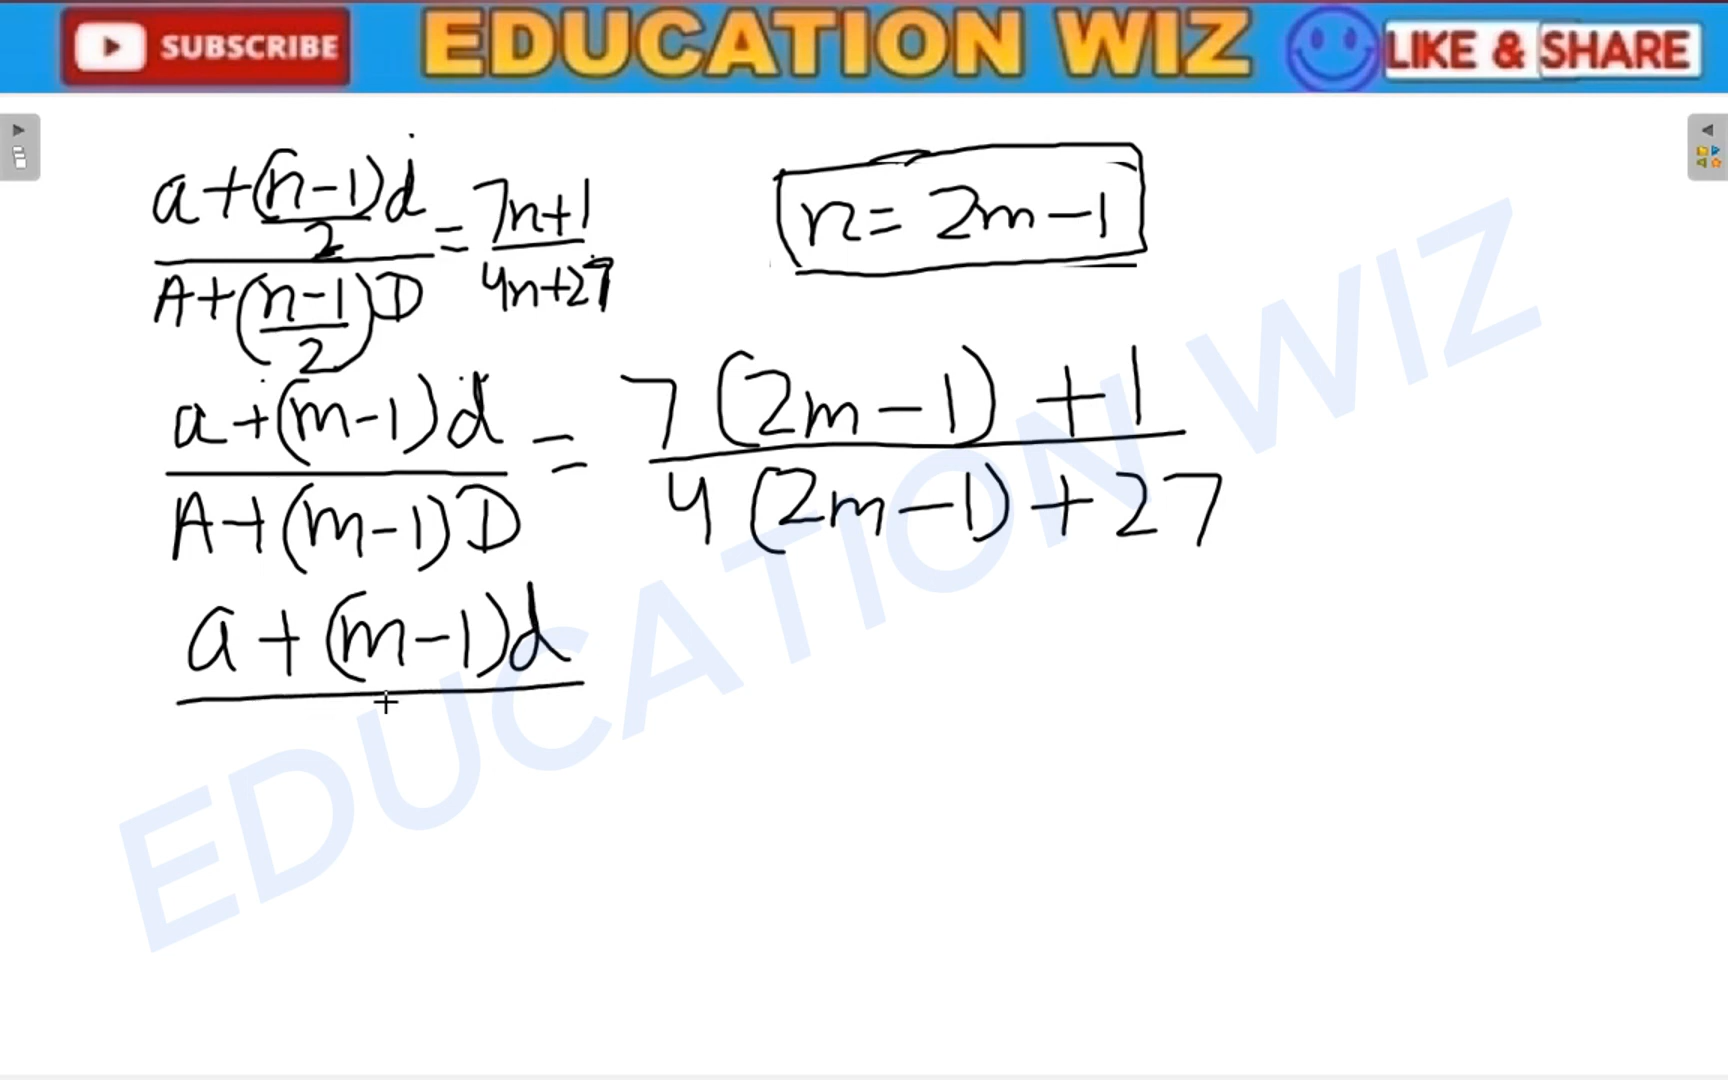 SUBSCRIBE EDUCATION WIZ LIKE & SHARE
a+(n-1)d/2 / A+(n-1/2)D = 7n+1 / 4n+27
n = 2m-1
a+(m-1)d / A+(m-1)D = 7(2m-1)+1 / 4(2m-1)+27
a+(m-1)d
EDUCATION WIZ